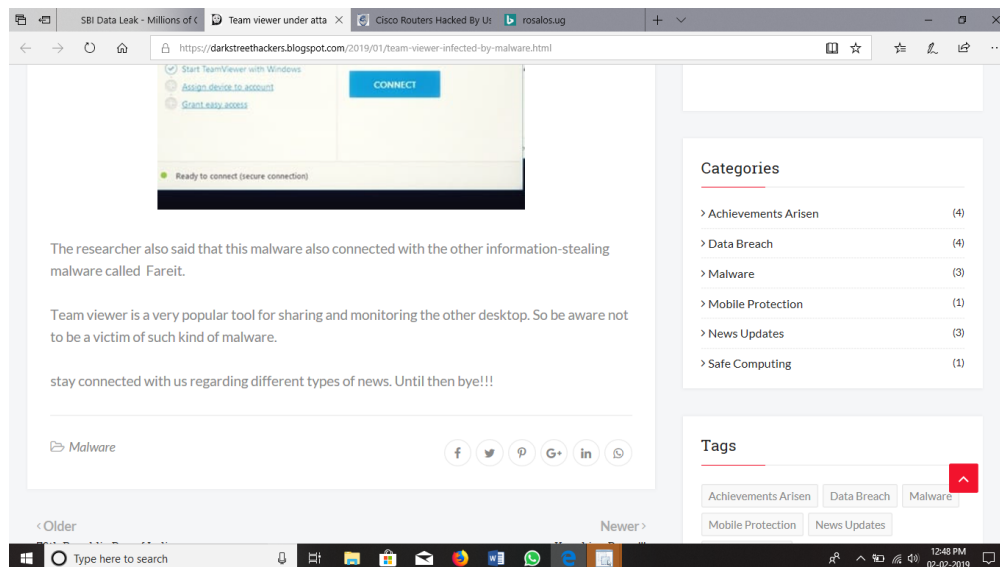 SBI Data Leak - Millions of C
Team viewer under atta
Cisco Routers Hacked By Us
rosalos.ug
https://darkstreethackers.blogspot.com/2019/01/team-viewer-infected-by-malware.html
Start TeamViewer with Windows
Assign device to account
Grant easy access
CONNECT
Ready to connect (secure connection)
The researcher also said that this malware also connected with the other information-stealing
malware called Fareit.
Team viewer is a very popular tool for sharing and monitoring the other desktop. So be aware not
to be a victim of such kind of malware.
stay connected with us regarding different types of news. Until then bye!!!
Malware
<Older
Newer>
Categories
> Achievements Arisen (4)
> Data Breach (4)
> Malware (3)
> Mobile Protection (1)
> News Updates (3)
> Safe Computing (1)
Tags
Achievements Arisen Data Breach Malware
Mobile Protection News Updates
Type here to search
12:48 PM
02-02-2019